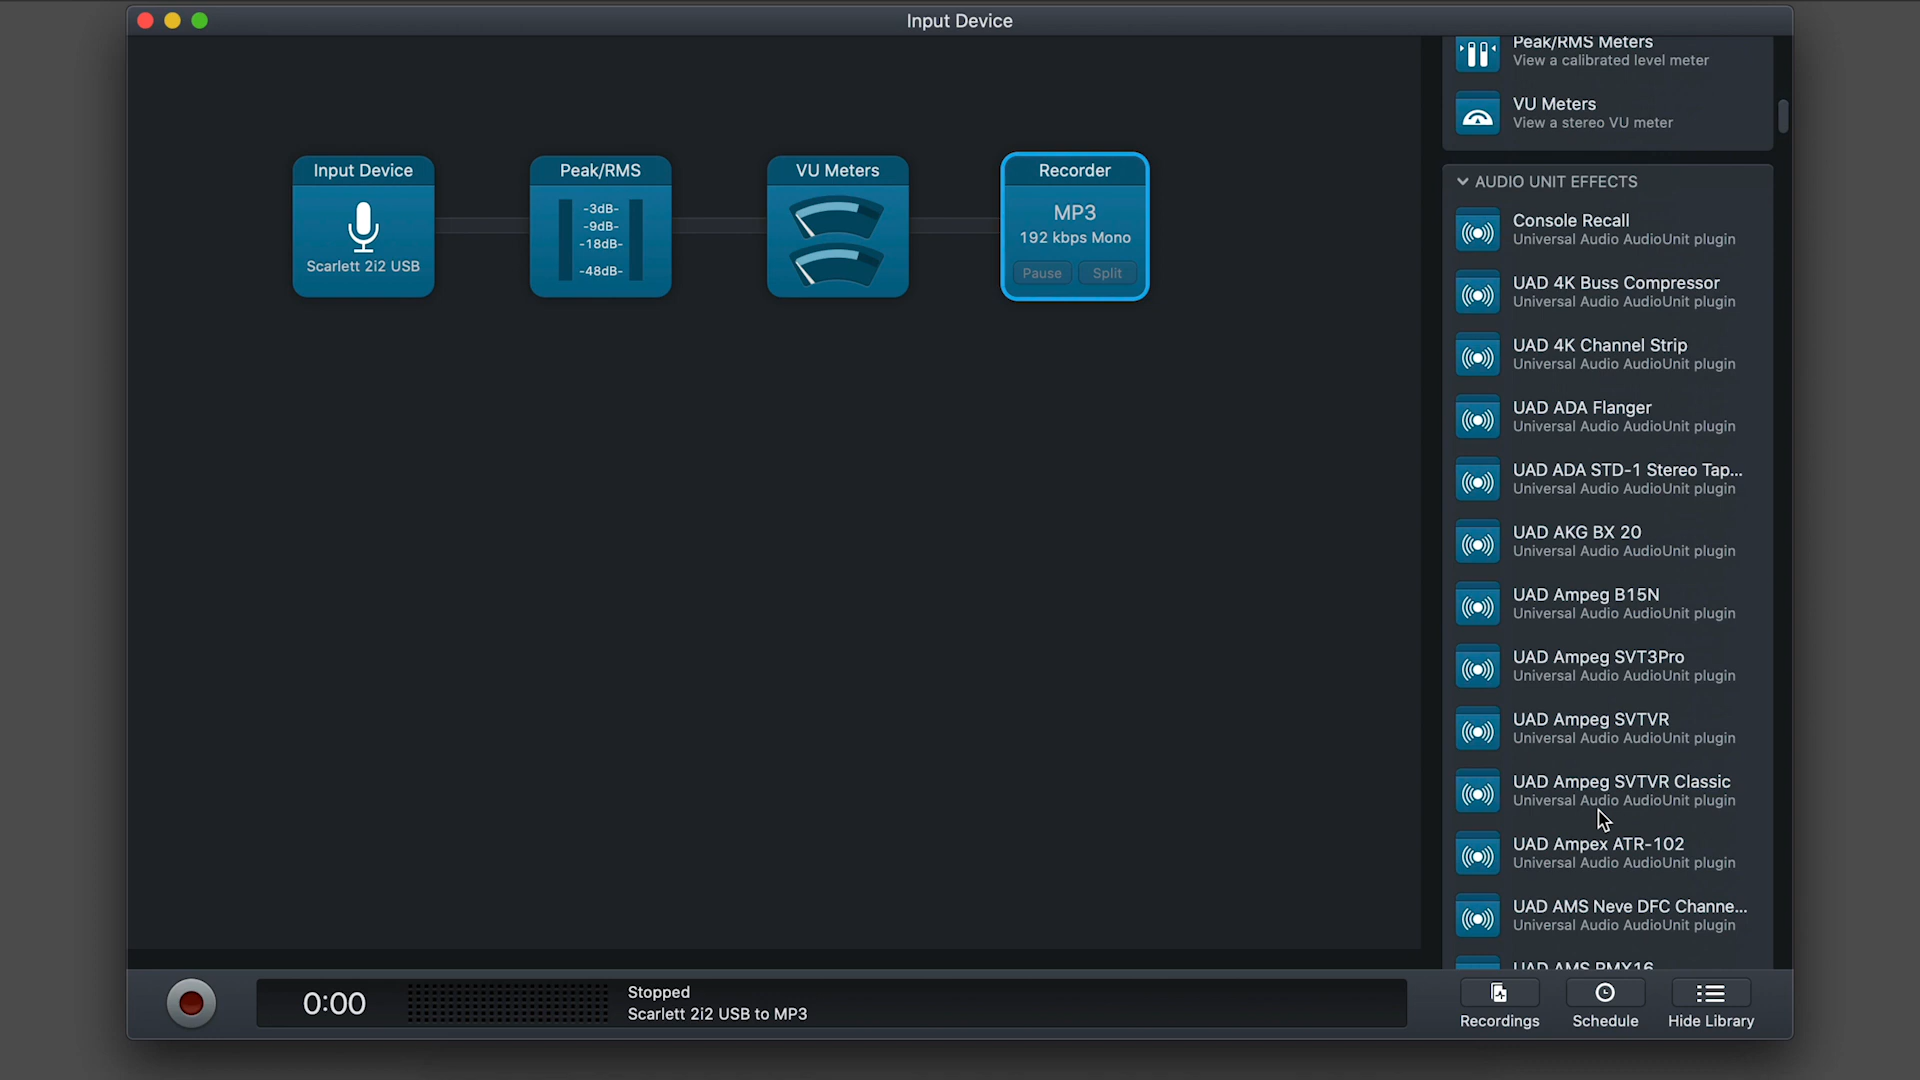 Input Device
Input Device
Scarlett 2i2 USB
Peak/RMS
-3dB-
-9dB-
-18dB-
-48dB-
VU Meters
Recorder
MP3
192 kbps Mono
Pause
Split
Peak/RMS Meters
View a calibrated level meter
VU Meters
View a stereo VU meter
AUDIO UNIT EFFECTS
Console Recall
Universal Audio AudioUnit plugin
UAD 4K Buss Compressor
Universal Audio AudioUnit plugin
UAD 4K Channel Strip
Universal Audio AudioUnit plugin
UAD ADA Flanger
Universal Audio AudioUnit plugin
UAD ADA STD-1 Stereo Tap...
Universal Audio AudioUnit plugin
UAD AKG BX 20
Universal Audio AudioUnit plugin
UAD Ampeg B15N
Universal Audio AudioUnit plugin
UAD Ampeg SVT3Pro
Universal Audio AudioUnit plugin
UAD Ampeg SVTVR
Universal Audio AudioUnit plugin
UAD Ampeg SVTVR Classic
Universal Audio AudioUnit plugin
UAD Ampex ATR-102
Universal Audio AudioUnit plugin
UAD AMS Neve DFC Channe...
Universal Audio AudioUnit plugin
UAD AMS RMX16
0:00
Stopped
Scarlett 2i2 USB to MP3
Recordings
Schedule
Hide Library